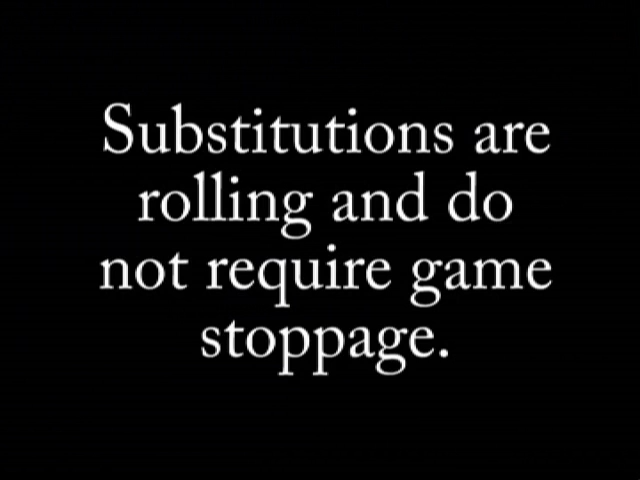 Substitutions are
rolling and do
not require game
stoppage.